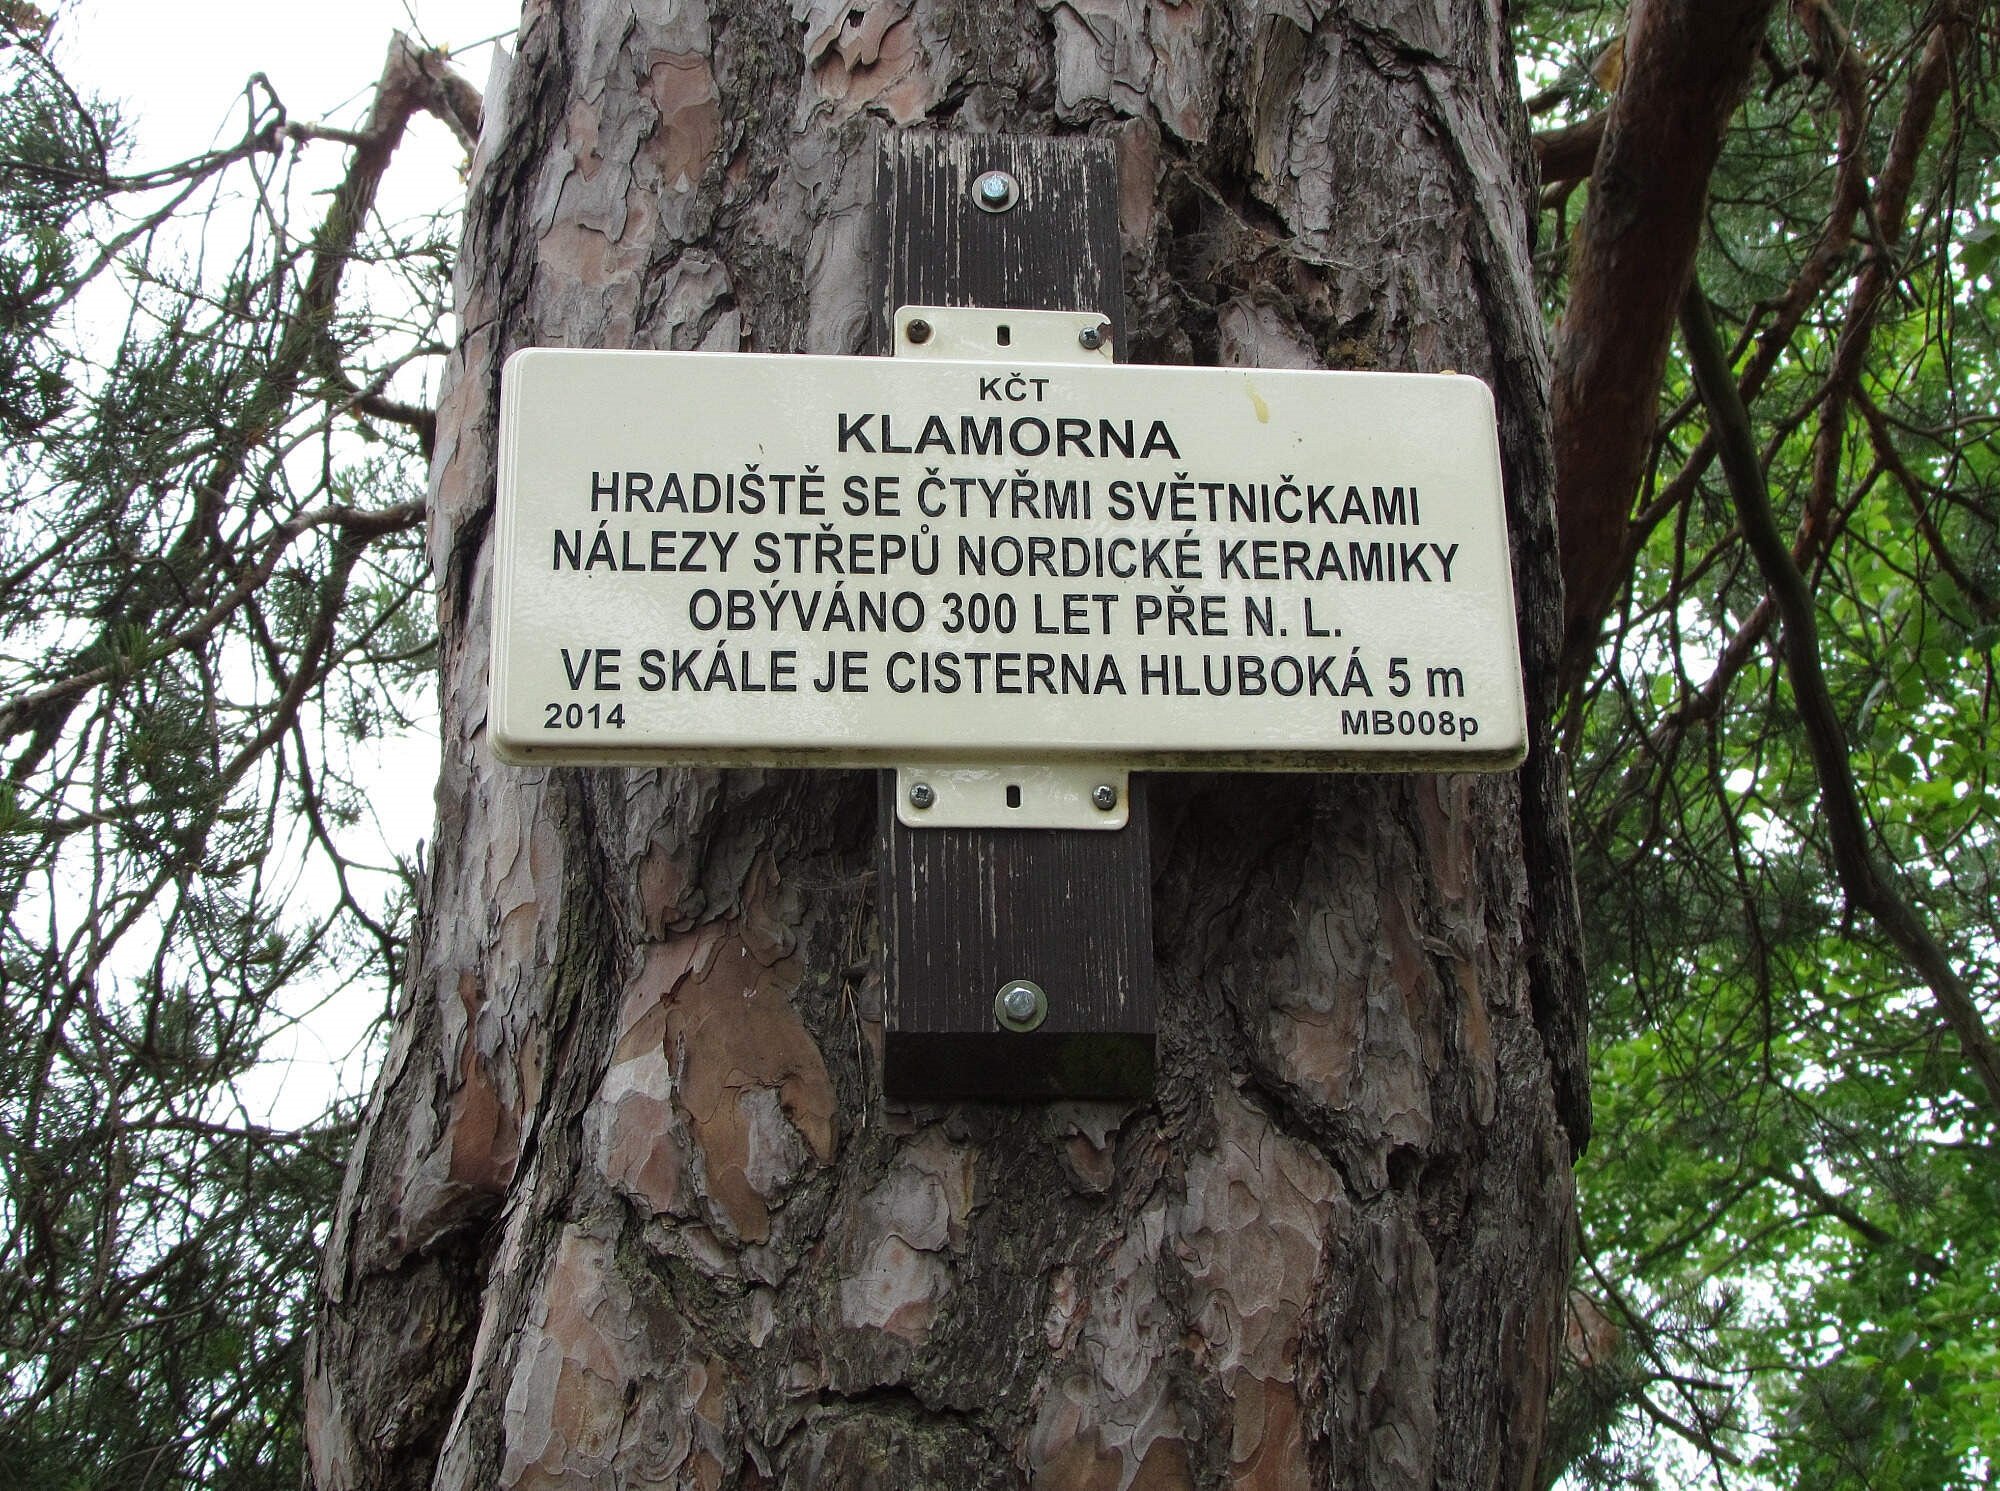 KČT
KLAMORNA
HRADIŠTĚ SE ČTYŘMI SVĚTNIČKAMI
NÁLEZY STŘEPŮ NORDICKÉ KERAMIKY
OBÝVÁNO 300 LET PŘE N. L.
VE SKÁLE JE CISTERNA HLUBOKÁ 5 m
2014 MB008p